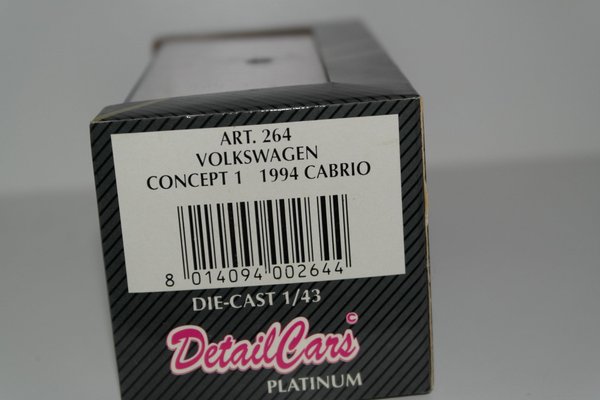 ART. 264
VOLKSWAGEN
CONCEPT 1 1994 CABRIO
8 014094 002644
DIE-CAST 1/43
DetailCars ©
PLATINUM